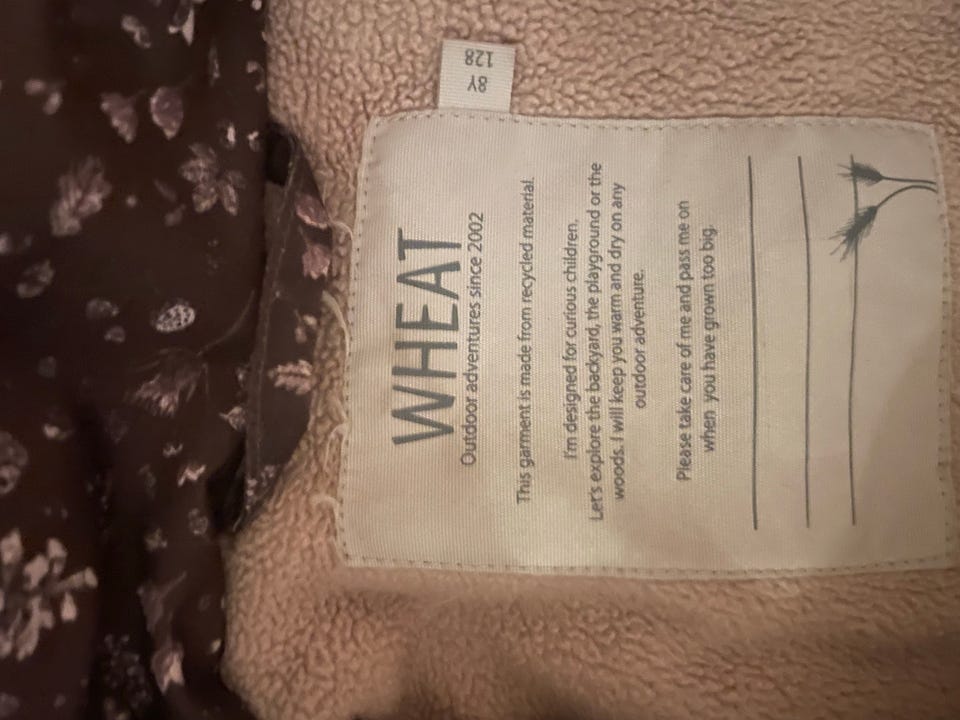 8Y
128
WHEAT
Outdoor adventures since 2002
This garment is made from recycled material.
I'm designed for curious children.
Let's explore the backyard, the playground or the
woods. I will keep you warm and dry on any
outdoor adventure.
Please take care of me and pass me on
when you have grown too big.